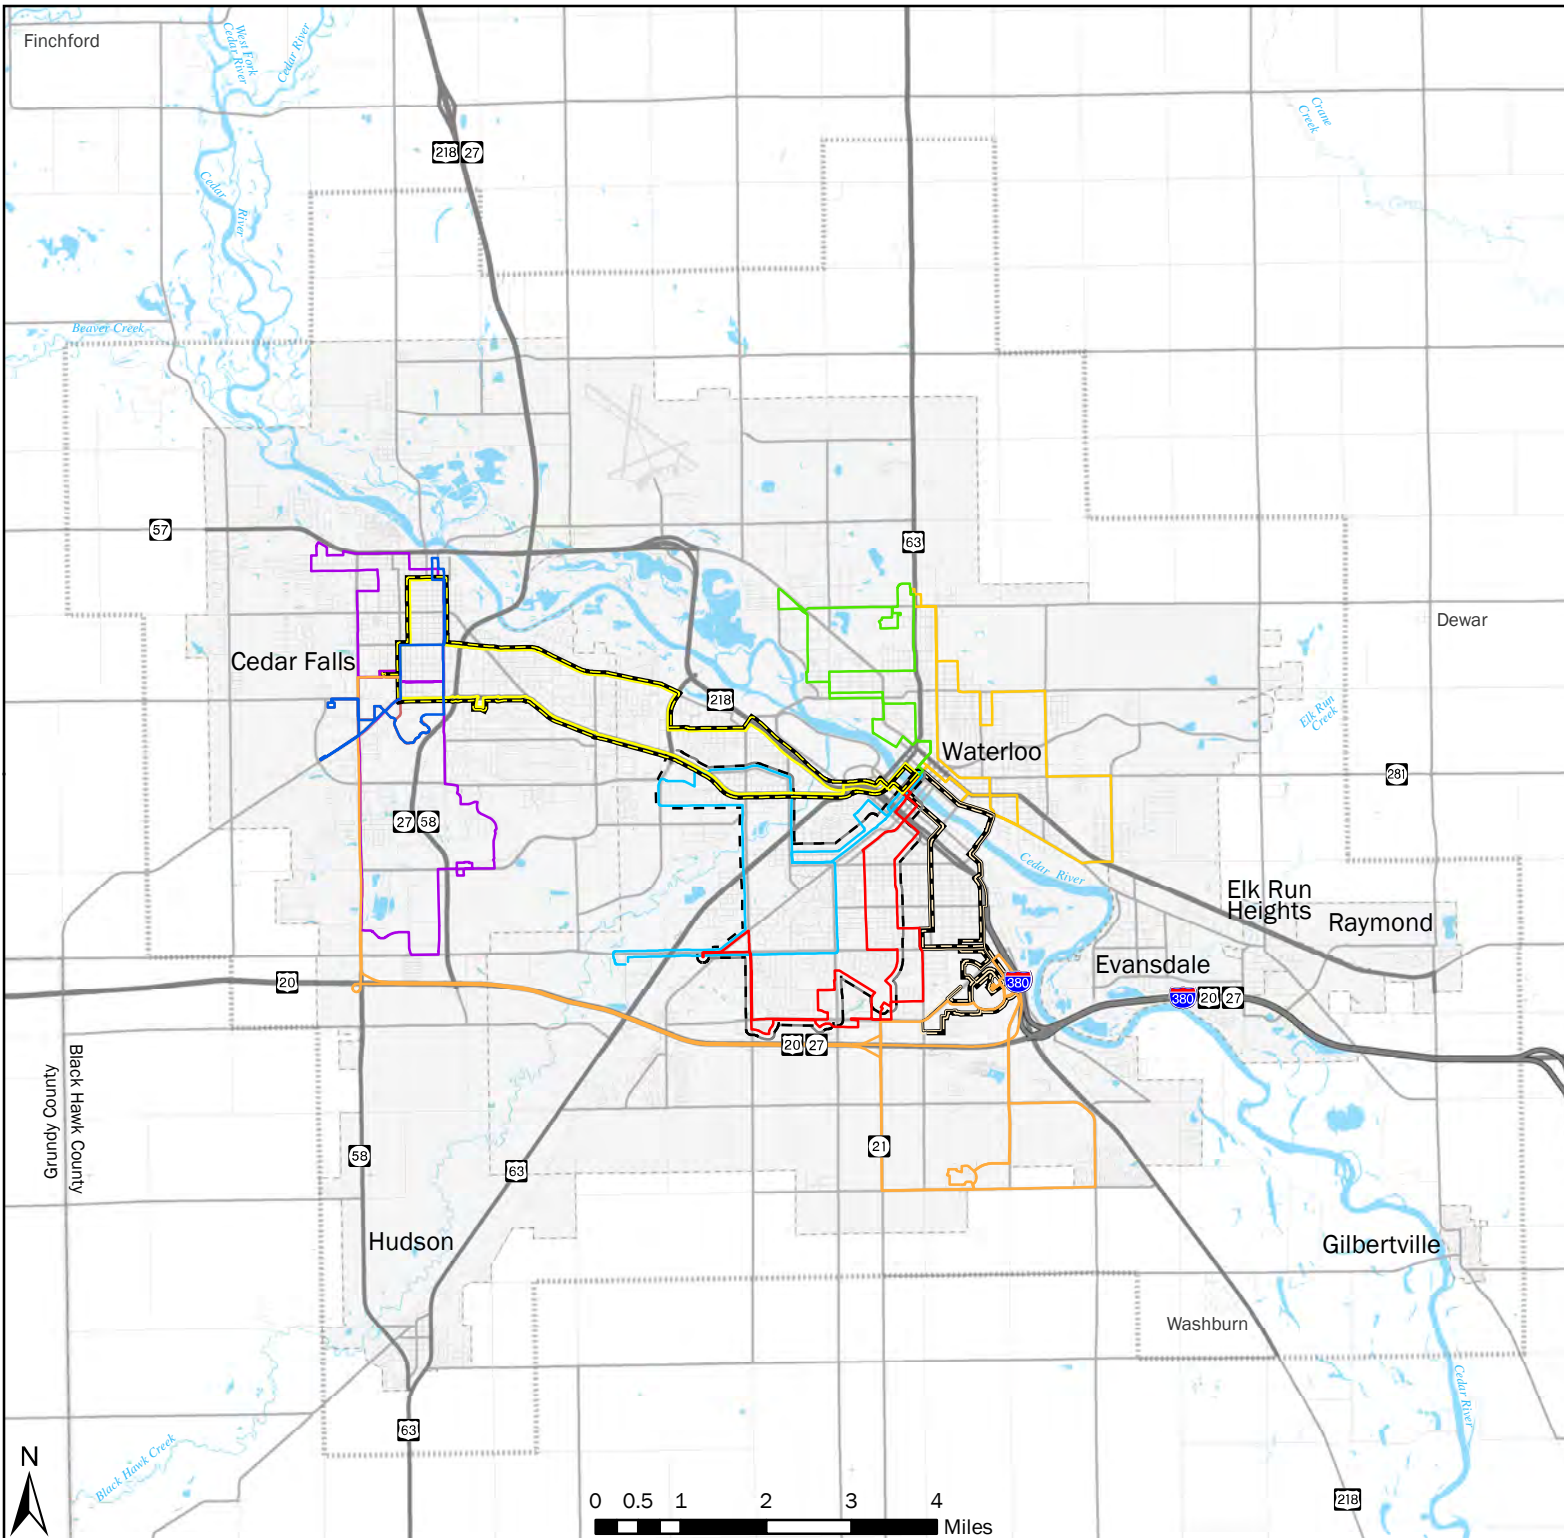 Finchford
West Fork
Cedar River
Cedar River
Crane
Creek
218 27
Cedar
River
Beaver Creek
57
63
Dewar
Cedar Falls
218
Elk Run
Creek
Waterloo
281
27 58
Cedar River
Elk Run
Heights
Raymond
Evansdale
20
380
380 20 27
20 27
Grundy County
Black Hawk County
58
21
63
Hudson
Gilbertville
Washburn
Cedar River
63
Black Hawk Creek
N
218
0 0.5 1 2 3 4
Miles